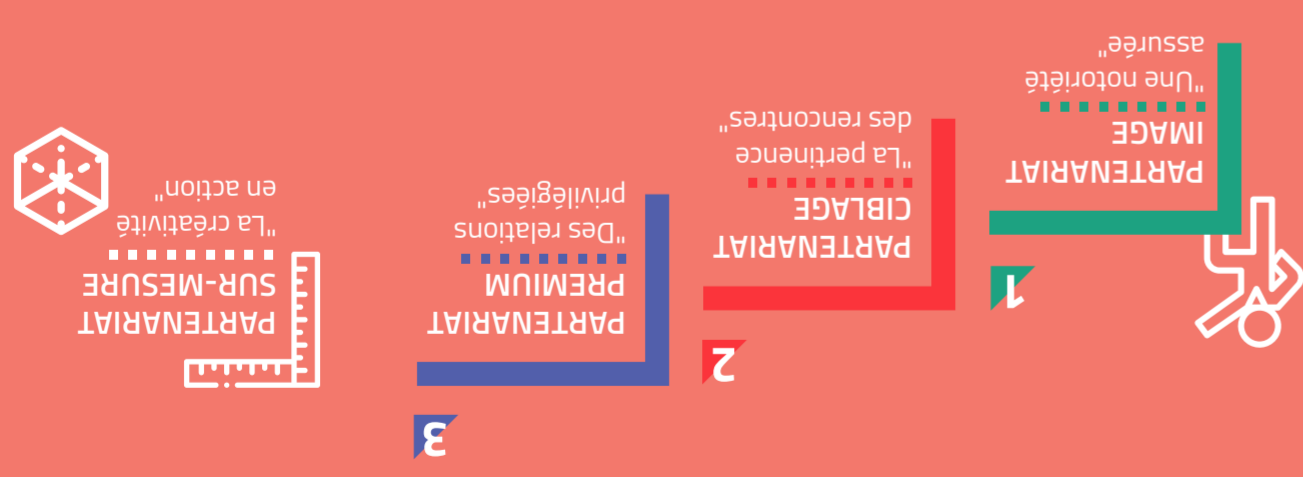 1
PARTENARIAT
IMAGE
"Une notoriété
assurée"
2
PARTENARIAT
CIBLAGE
"La pertinence
des rencontres"
3
PARTENARIAT
PREMIUM
"Des relations
privilégiées"
PARTENARIAT
SUR-MESURE
"La créativité
en action"